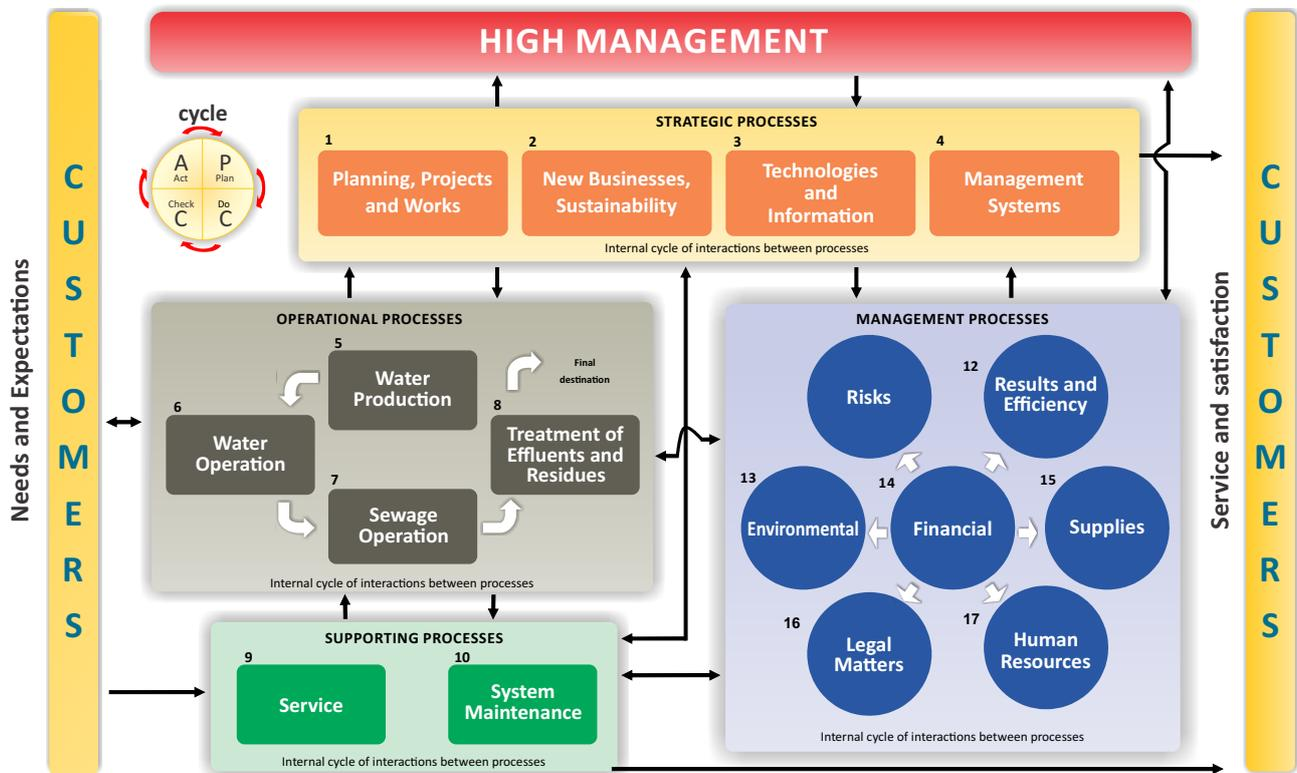 HIGH MANAGEMENT
cycle
A
Act
P
Plan
Check
C
Do
C
STRATEGIC PROCESSES
1
Planning, Projects
and Works
2
New Businesses,
Sustainability
3
Technologies
and
Information
4
Management
Systems
Internal cycle of interactions between processes
Needs and Expectations
CUSTOMERS
OPERATIONAL PROCESSES
5
Water
Production
Final
destination
6
Water
Operation
8
Treatment of
Effluents and
Residues
7
Sewage
Operation
Internal cycle of interactions between processes
MANAGEMENT PROCESSES
Risks
12
Results and
Efficiency
13
Environmental
14
Financial
15
Supplies
16
Legal
Matters
17
Human
Resources
Internal cycle of interactions between processes
SUPPORTING PROCESSES
9
Service
10
System
Maintenance
Internal cycle of interactions between processes
Service and satisfaction
CUSTOMERS